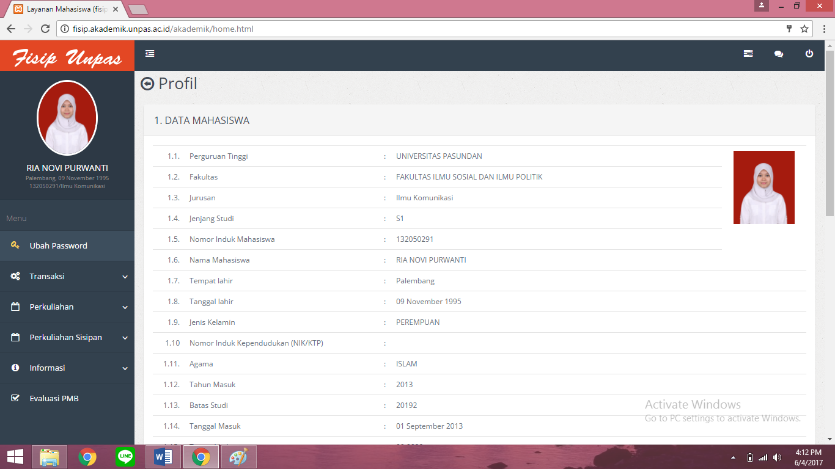 Layanan Mahasiswa (fisip
fisip.akademik.unpas.ac.id/akademik/home.html
Fisip Unpas
Profil
RIA NOVI PURWANTI
Palembang, 09 November 1995
132050291/Ilmu Komunikasi
Menu
Ubah Password
Transaksi
Perkuliahan
Perkuliahan Sisipan
Informasi
Evaluasi PMB
1. DATA MAHASISWA
1.1. Perguruan Tinggi : UNIVERSITAS PASUNDAN
1.2. Fakultas : FAKULTAS ILMU SOSIAL DAN ILMU POLITIK
1.3. Jurusan : Ilmu Komunikasi
1.4. Jenjang Studi : S1
1.5. Nomor Induk Mahasiswa : 132050291
1.6. Nama Mahasiswa : RIA NOVI PURWANTI
1.7. Tempat lahir : Palembang
1.8. Tanggal lahir : 09 November 1995
1.9. Jenis Kelamin : PEREMPUAN
1.10 Nomor Induk Kependudukan (NIK/KTP) :
1.11. Agama : ISLAM
1.12. Tahun Masuk : 2013
1.13. Batas Studi : 20192
1.14. Tanggal Masuk : 01 September 2013
Activate Windows
Go to PC settings to activate Windows.
LINE
4:12 PM
6/4/2017